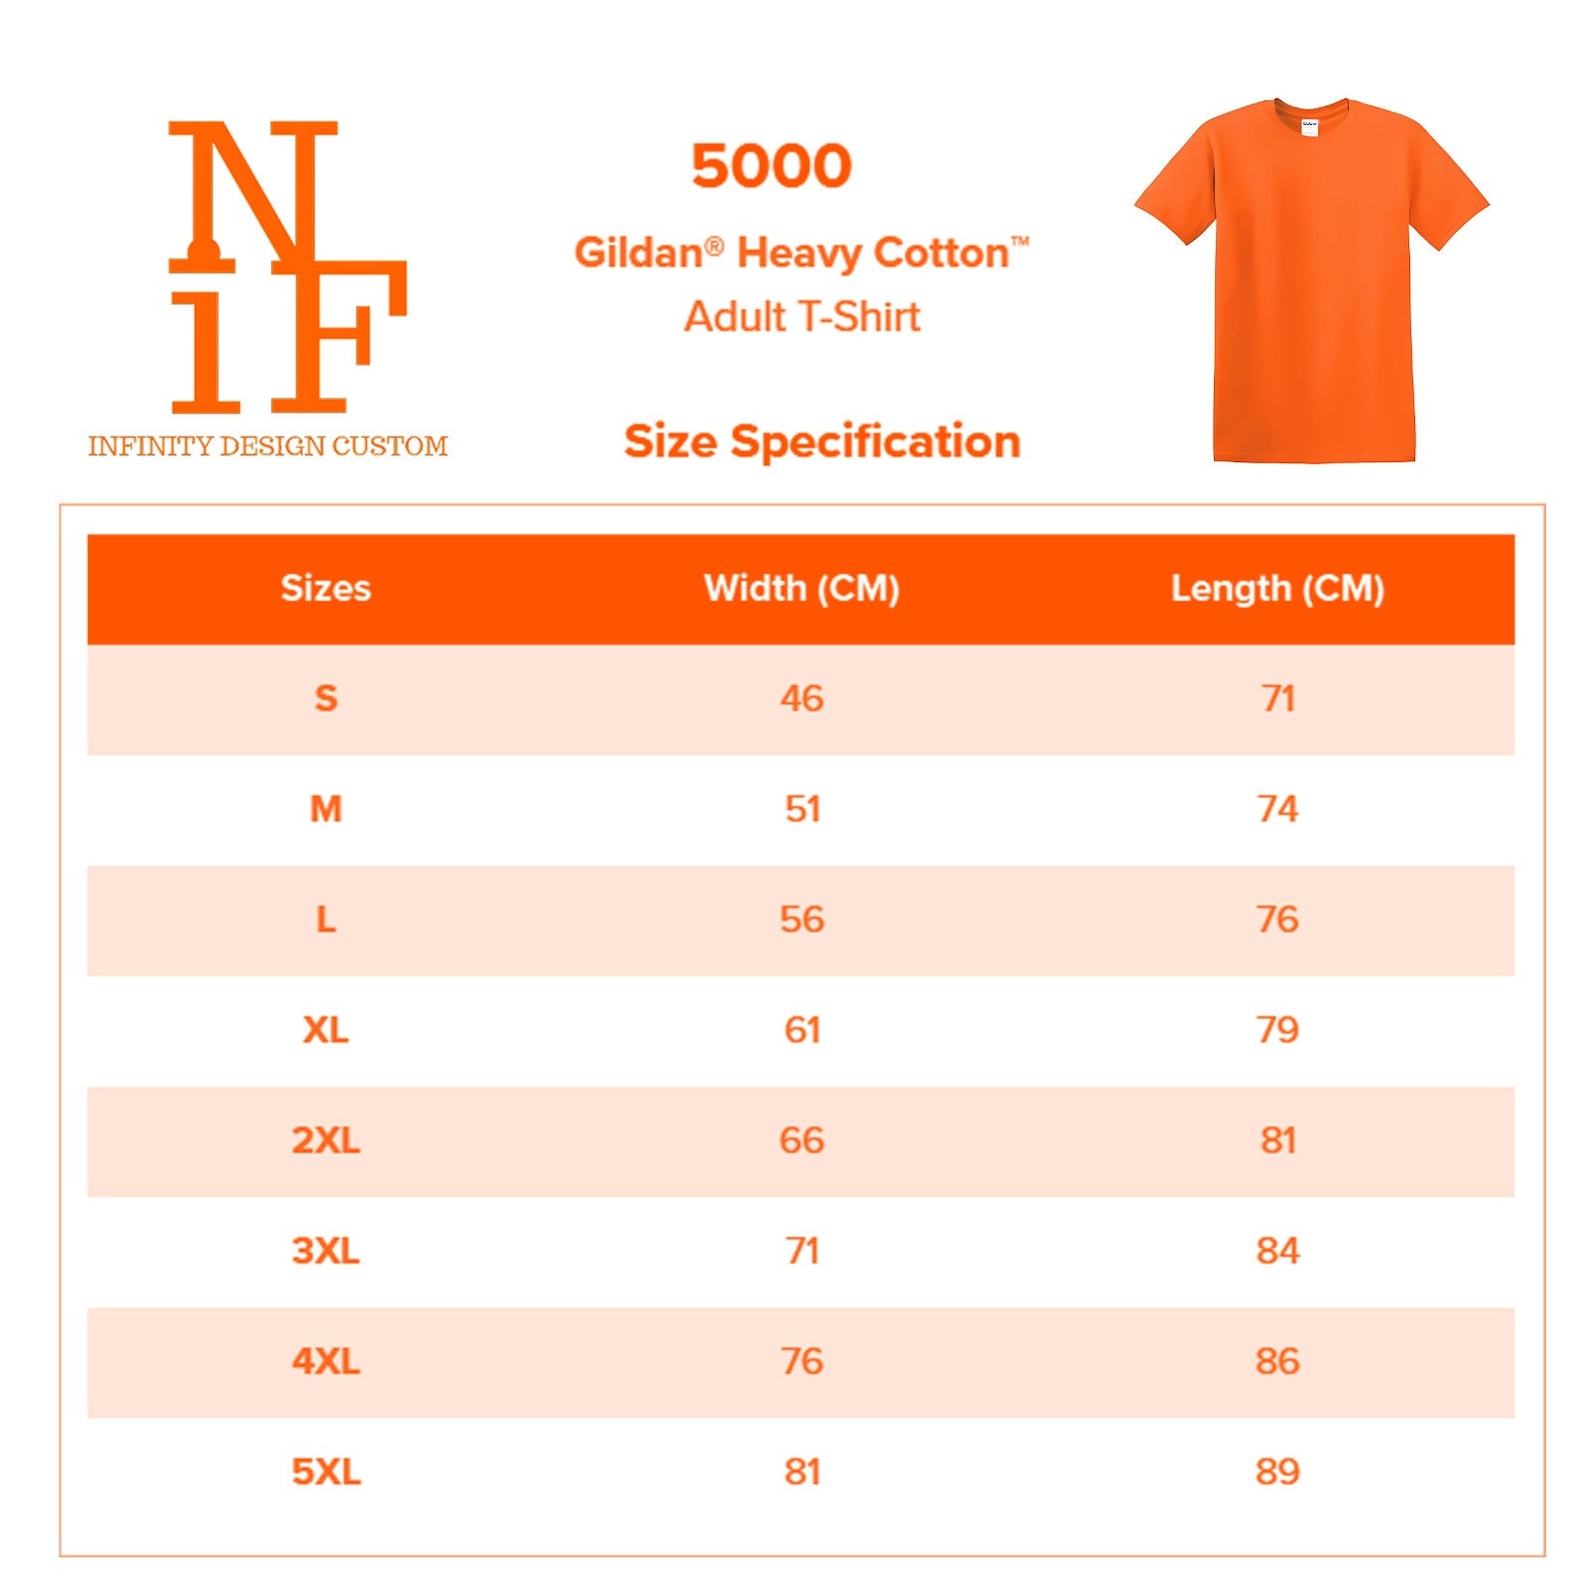 NiF
INFINITY DESIGN CUSTOM
5000
Gildan® Heavy Cotton™
Adult T-Shirt
Size Specification
Sizes Width (CM) Length (CM)
S 46 71
M 51 74
L 56 76
XL 61 79
2XL 66 81
3XL 71 84
4XL 76 86
5XL 81 89